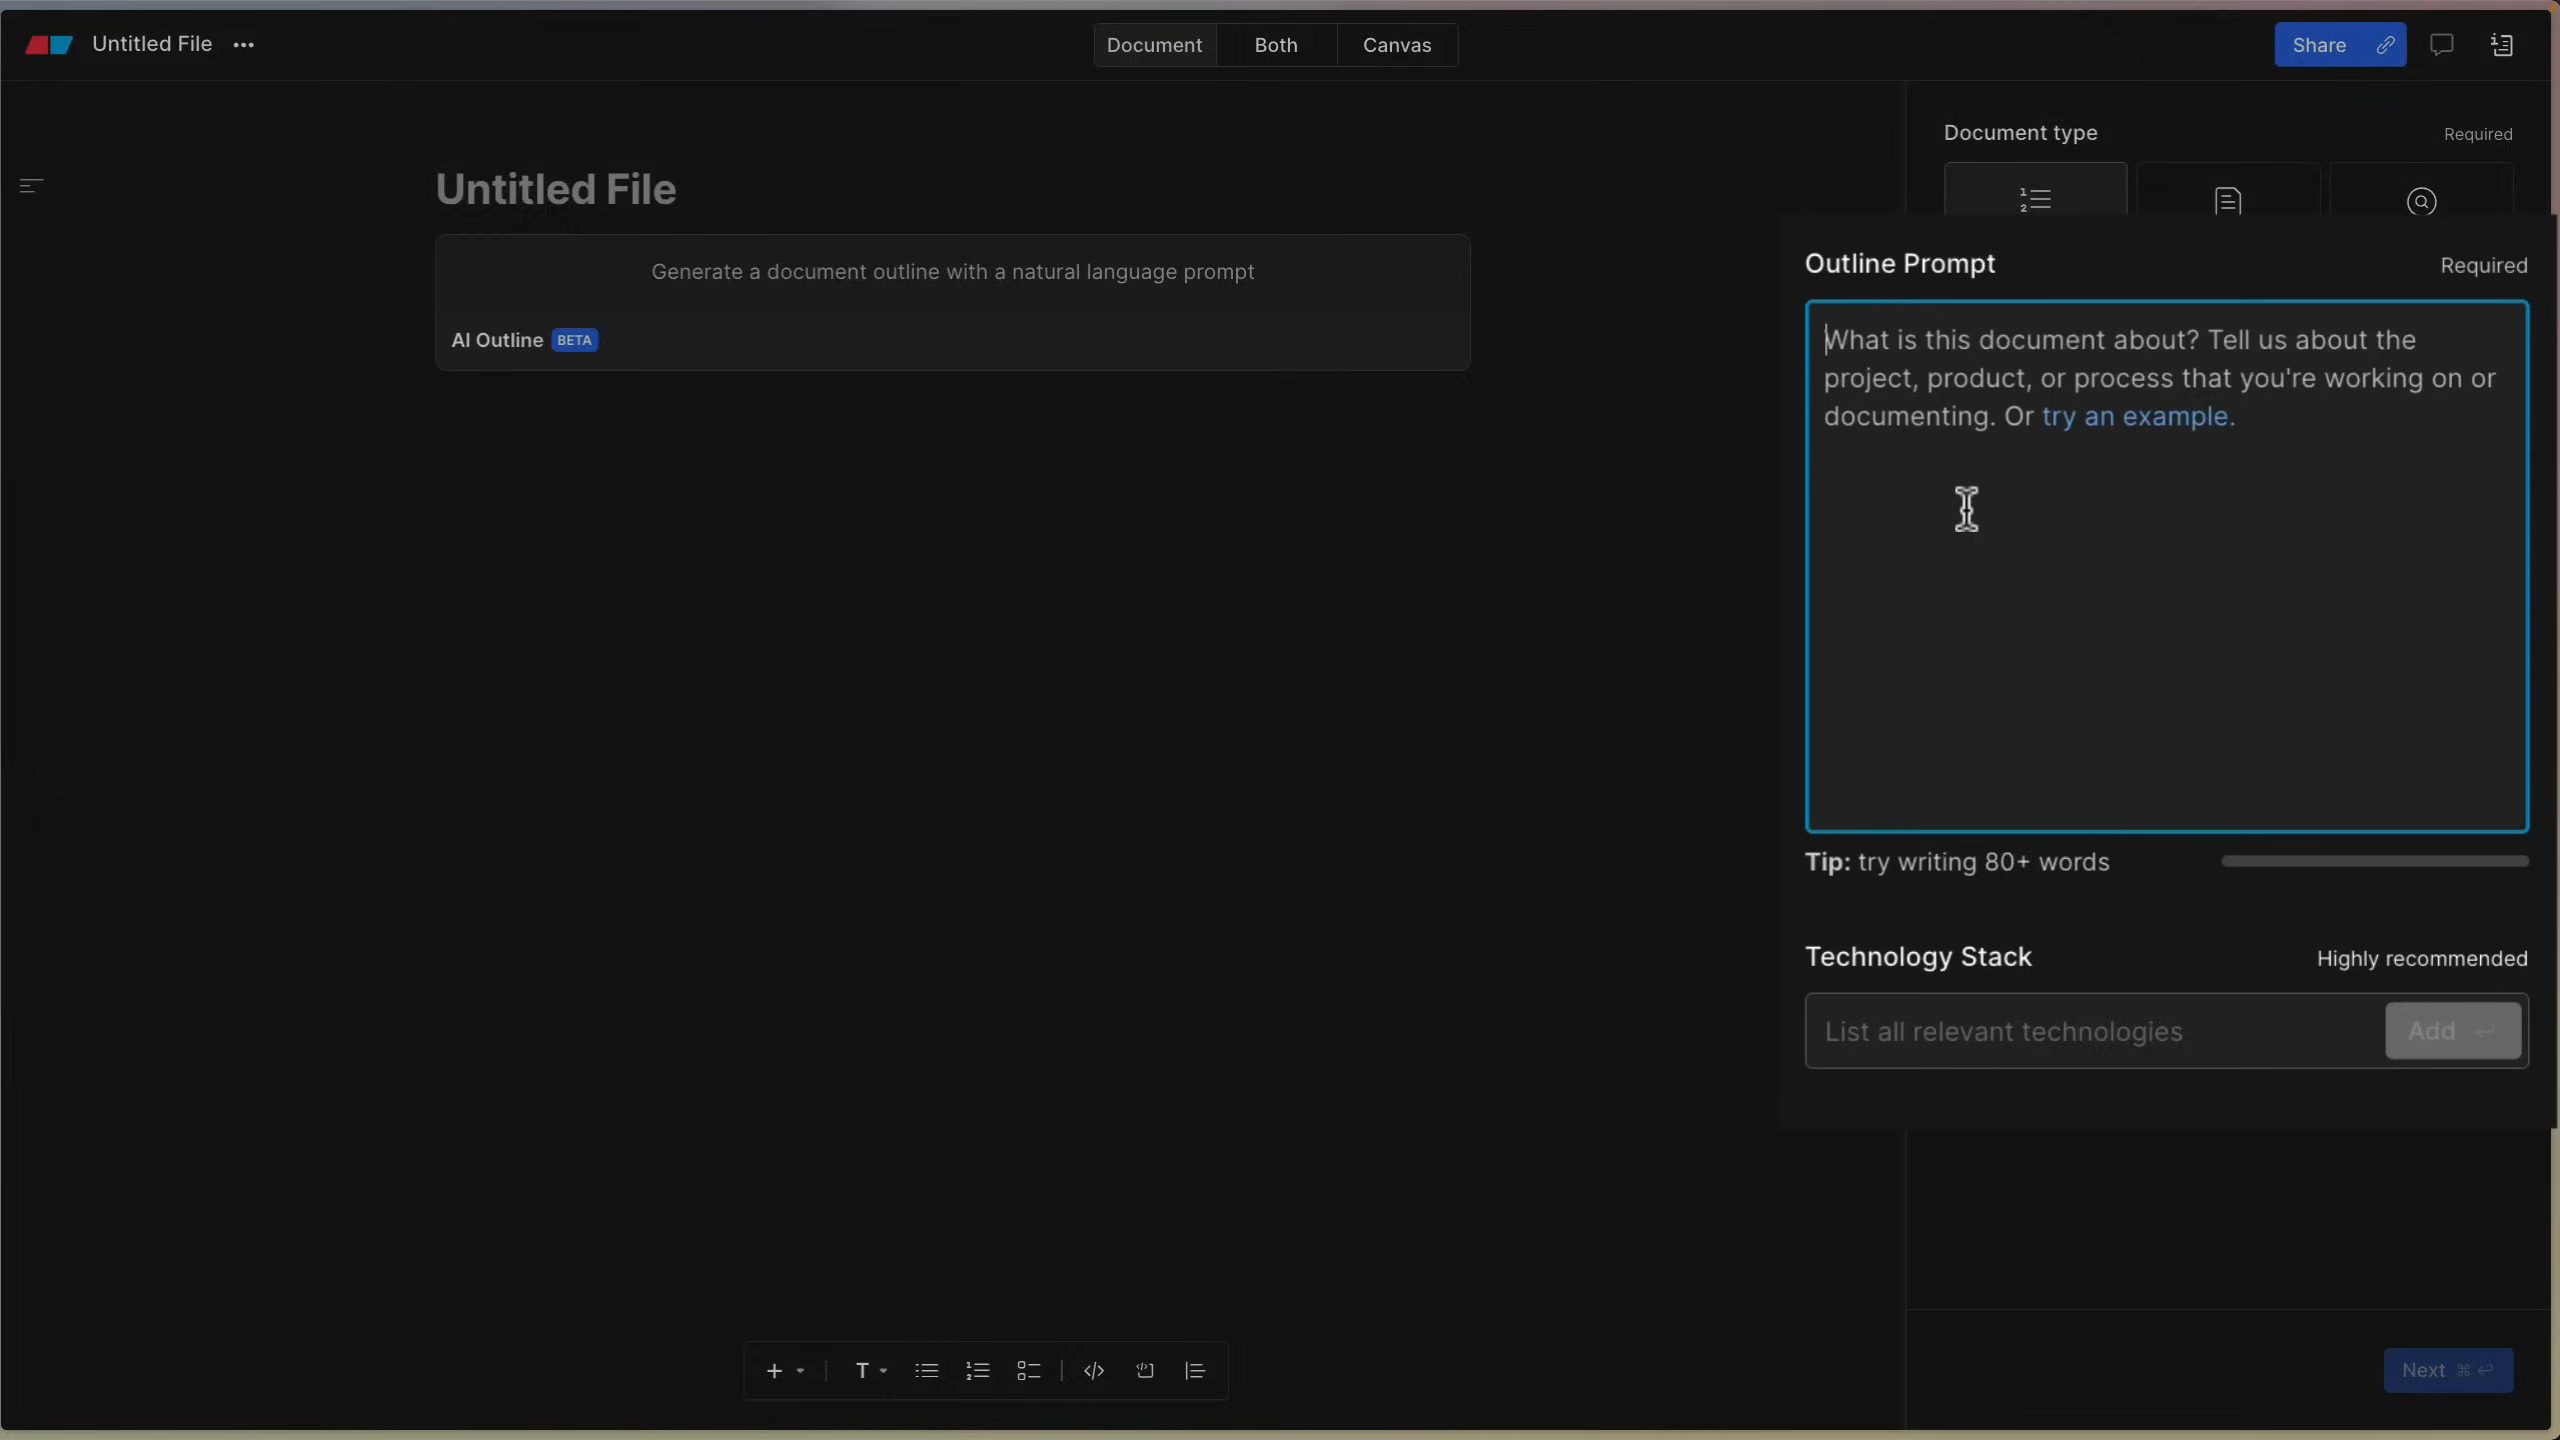 Untitled File
Document
Both
Canvas
Share
Document type
Required
Untitled File
Generate a document outline with a natural language prompt
AI Outline BETA
Outline Prompt
Required
What is this document about? Tell us about the
project, product, or process that you're working on or
documenting. Or try an example.
Tip: try writing 80+ words
Technology Stack
Highly recommended
List all relevant technologies
Add
T
Next ⌘